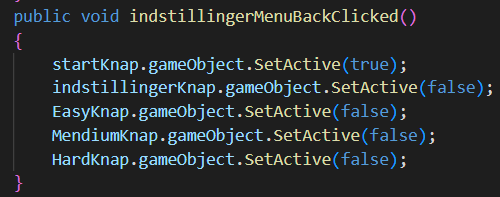 public void indstillingerMenuBackClicked()
{
startKnap.gameObject.SetActive(true);
indstillingerKnap.gameObject.SetActive(false);
EasyKnap.gameObject.SetActive(false);
MendiumKnap.gameObject.SetActive(false);
HardKnap.gameObject.SetActive(false);
}